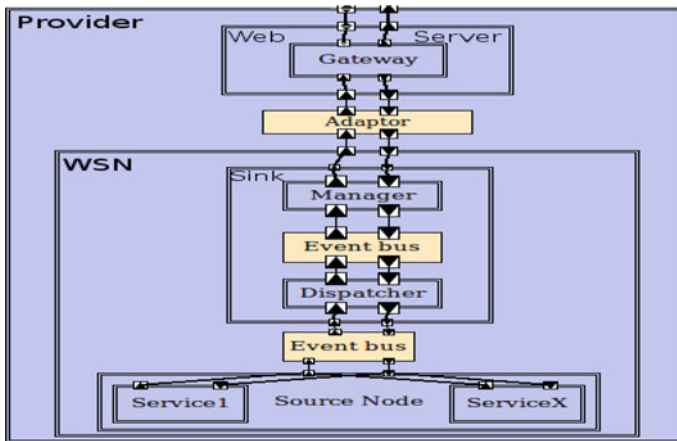 Provider
Web Server
Gateway
Adaptor
WSN
Sink
Manager
Event bus
Dispatcher
Event bus
Service1 Source Node ServiceX